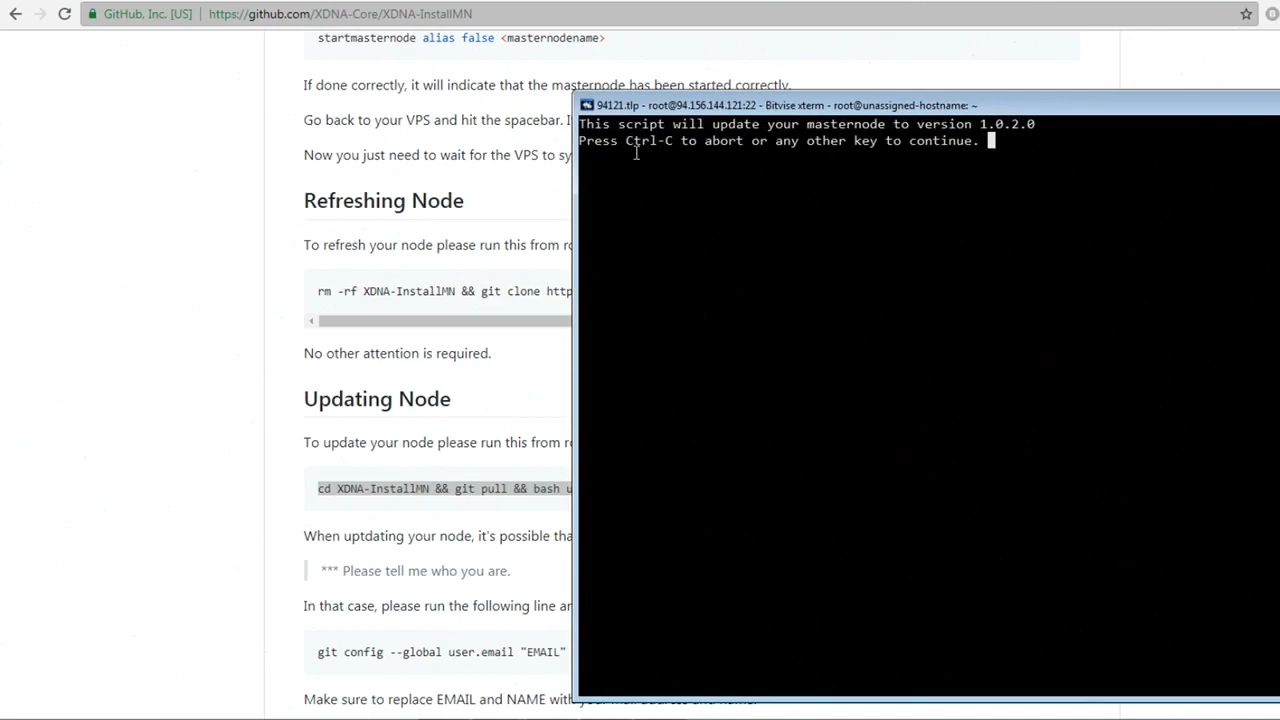 GitHub, Inc. [US] https://github.com/XDNA-Core/XDNA-InstallMN
startmasternode alias false <masternodename>
If done correctly, it will indicate that the masternode has been started correctly.
Go back to your VPS and hit the spacebar. I
Now you just need to wait for the VPS to sy
Refreshing Node
To refresh your node please run this from ro
rm -rf XDNA-InstallMN && git clone http
No other attention is required.
Updating Node
To update your node please run this from ro
cd XDNA-InstallMN && git pull && bash u
When uptdating your node, it's possible tha
*** Please tell me who you are.
In that case, please run the following line an
git config --global user.email "EMAIL"
Make sure to replace EMAIL and NAME with
94121.tlp - root@94.156.144.121:22 - Bitvise xterm - root@unassigned-hostname: ~
This script will update your masternode to version 1.0.2.0
Press Ctrl-C to abort or any other key to continue.